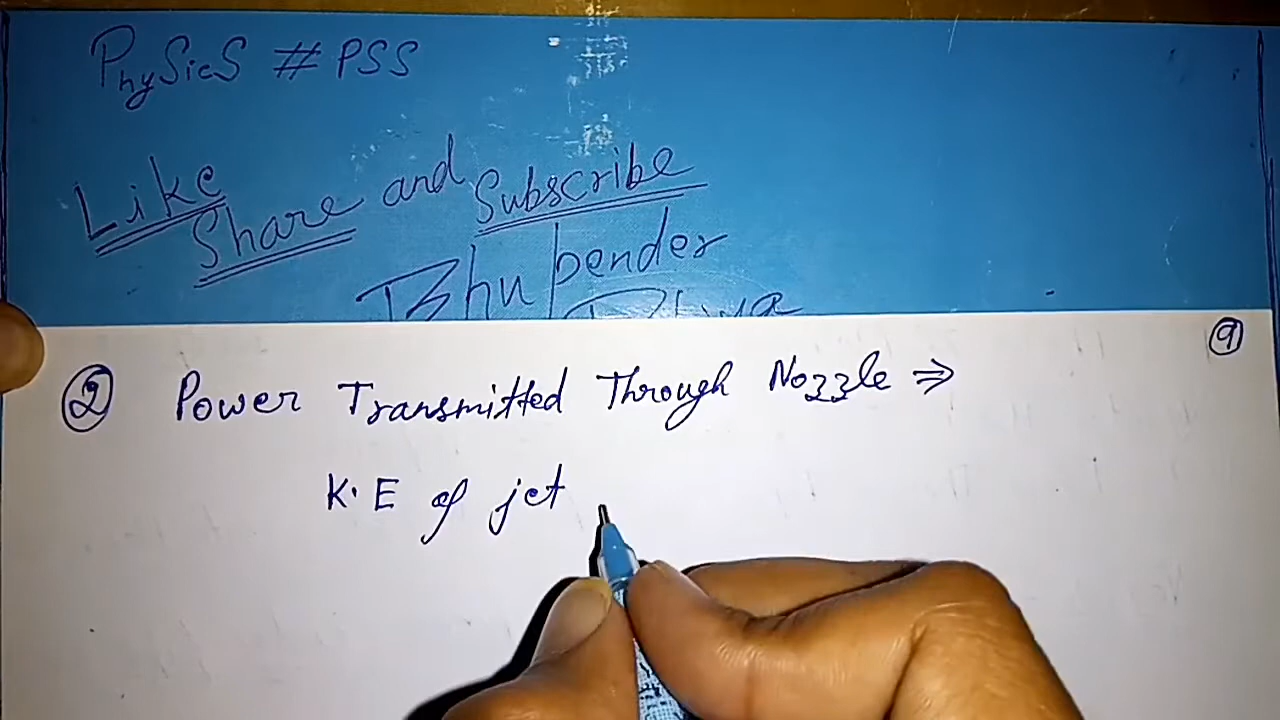 Physics # PSS
Like Share and Subscribe
Bhupender
9
2 Power Transmitted Through Nozzle ⇒
K.E of jet